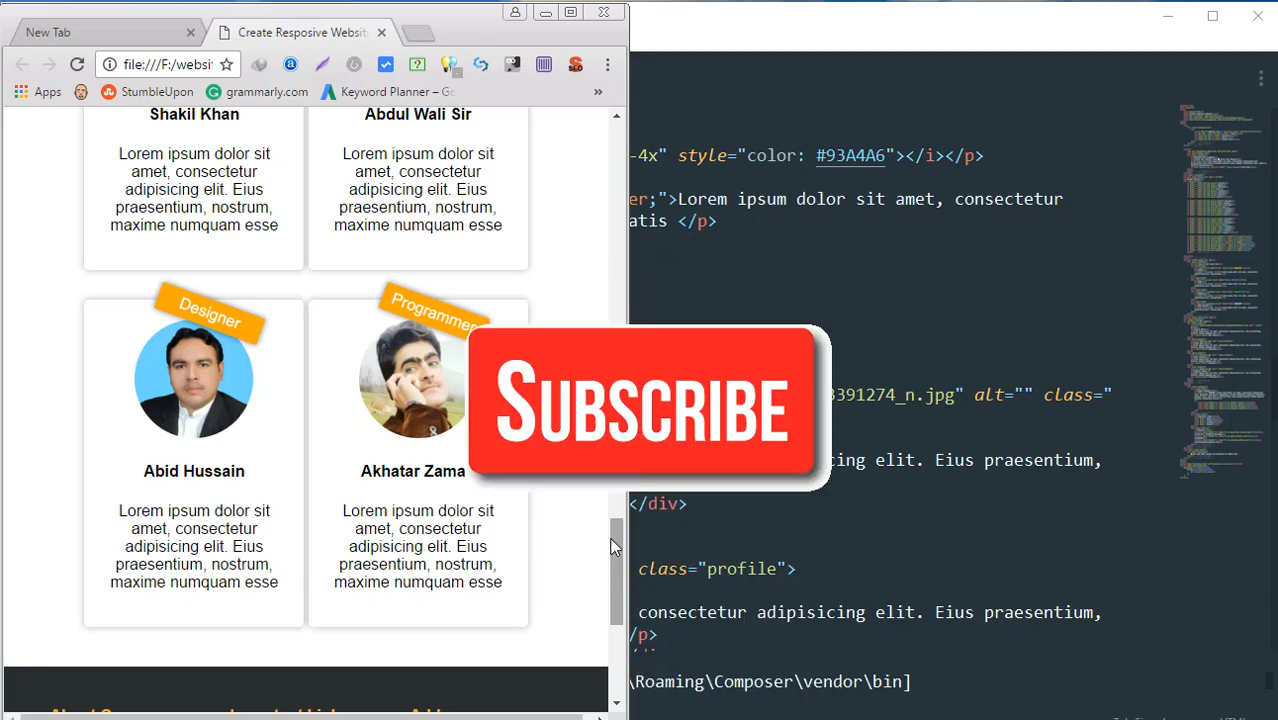 New Tab
Create Resposive Websit
file:///F:/websi
Apps
StumbleUpon
grammarly.com
Keyword Planner – Go
»
Shakil Khan
Lorem ipsum dolor sit
amet, consectetur
adipisicing elit. Eius
praesentium, nostrum,
maxime numquam esse
Abdul Wali Sir
Lorem ipsum dolor sit
amet, consectetur
adipisicing elit. Eius
praesentium, nostrum,
maxime numquam esse
Designer
Abid Hussain
Lorem ipsum dolor sit
amet, consectetur
adipisicing elit. Eius
praesentium, nostrum,
maxime numquam esse
Programmer
Akhatar Zama
Lorem ipsum dolor sit
amet, consectetur
adipisicing elit. Eius
praesentium, nostrum,
maxime numquam esse
SUBSCRIBE
-4x" style="color: #93A4A6"></i></p>
er;">Lorem ipsum dolor sit amet, consectetur
atis </p>
3391274_n.jpg" alt="" class="
cing elit. Eius praesentium,
</div>
class="profile">
consectetur adipisicing elit. Eius praesentium,
/p>
\Roaming\Composer\vendor\bin]